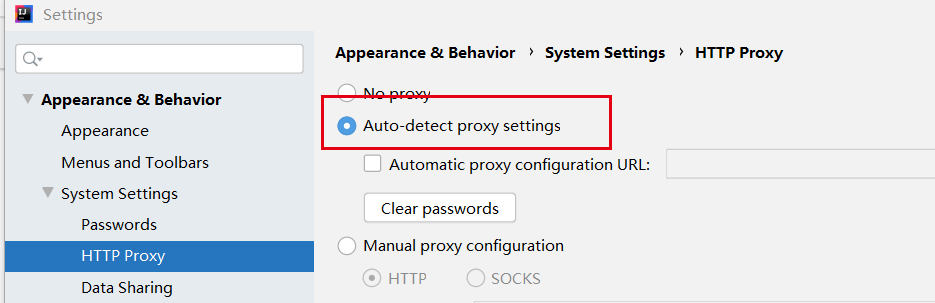 Settings
Appearance & Behavior › System Settings › HTTP Proxy
Appearance & Behavior
Appearance
Menus and Toolbars
System Settings
Passwords
HTTP Proxy
Data Sharing
No proxy
Auto-detect proxy settings
Automatic proxy configuration URL:
Clear passwords
Manual proxy configuration
HTTP SOCKS